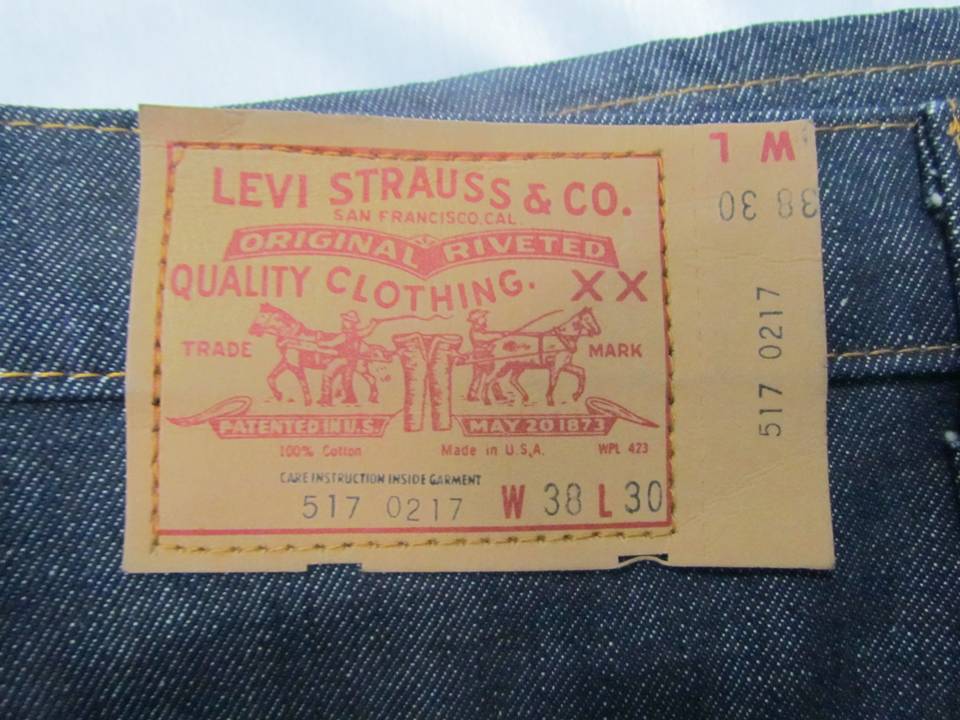 LEVI STRAUSS & CO.
SAN FRANCISCO, CAL.
ORIGINAL RIVETED
QUALITY CLOTHING. XX
TRADE MARK
PATENTED IN U.S. MAY 20 1873
100% Cotton Made in U.S.A. WPL 423
CARE INSTRUCTION INSIDE GARMENT
517 0217 W 38 L 30
W L
38 30
517 0217